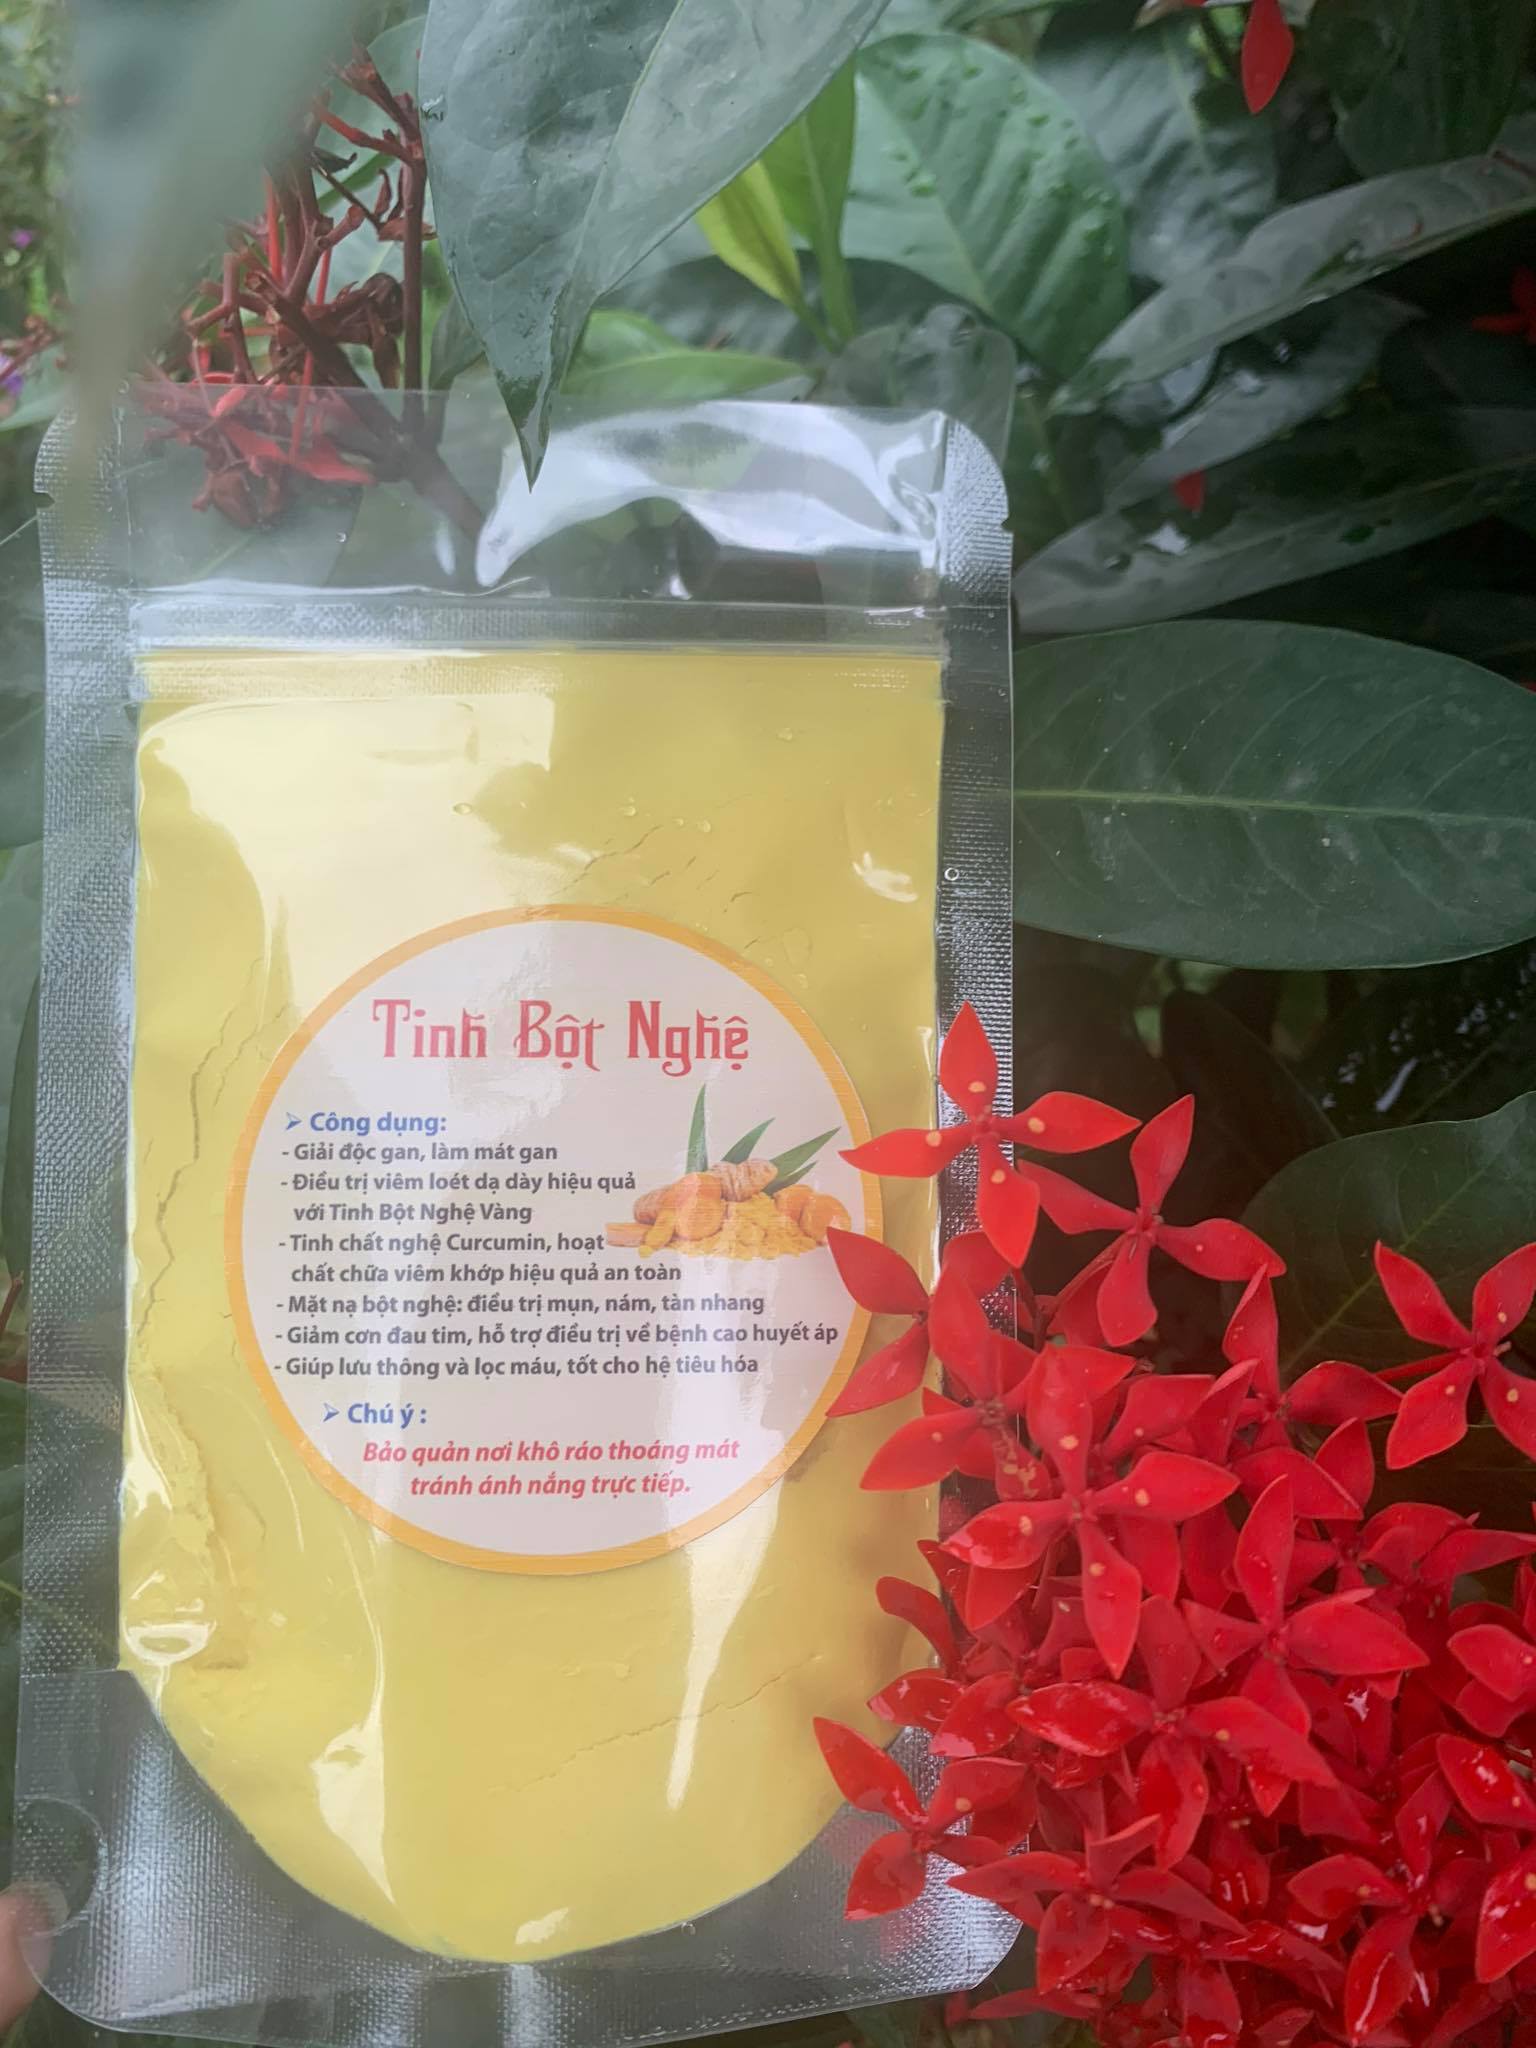 Tinh Bột Nghệ
➢ Công dụng:
- Giải độc gan, làm mát gan
- Điều trị viêm loét dạ dày hiệu quả
với Tinh Bột Nghệ Vàng
- Tinh chất nghệ Curcumin, hoạt
chất chữa viêm khớp hiệu quả an toàn
- Mặt nạ bột nghệ: điều trị mụn, nám, tàn nhang
- Giảm cơn đau tim, hỗ trợ điều trị về bệnh cao huyết áp
- Giúp lưu thông và lọc máu, tốt cho hệ tiêu hóa
➢ Chú ý :
Bảo quản nơi khô ráo thoáng mát
tránh ánh nắng trực tiếp.